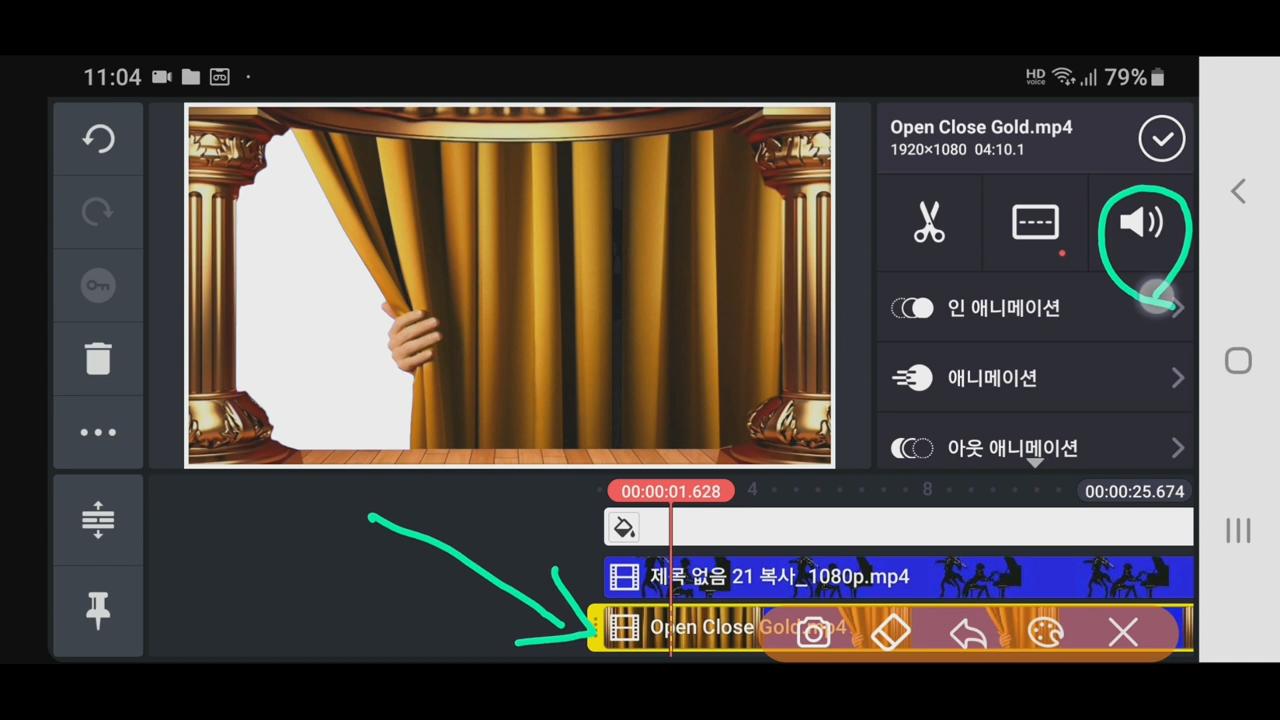 11:04
HD voice 79%
Open Close Gold.mp4
1920×1080 04:10.1
인 애니메이션
애니메이션
아웃 애니메이션
00:00:01.628 4 8 00:00:25.674
제목 없음 21 복사_1080p.mp4
Open Close Gold.mp4